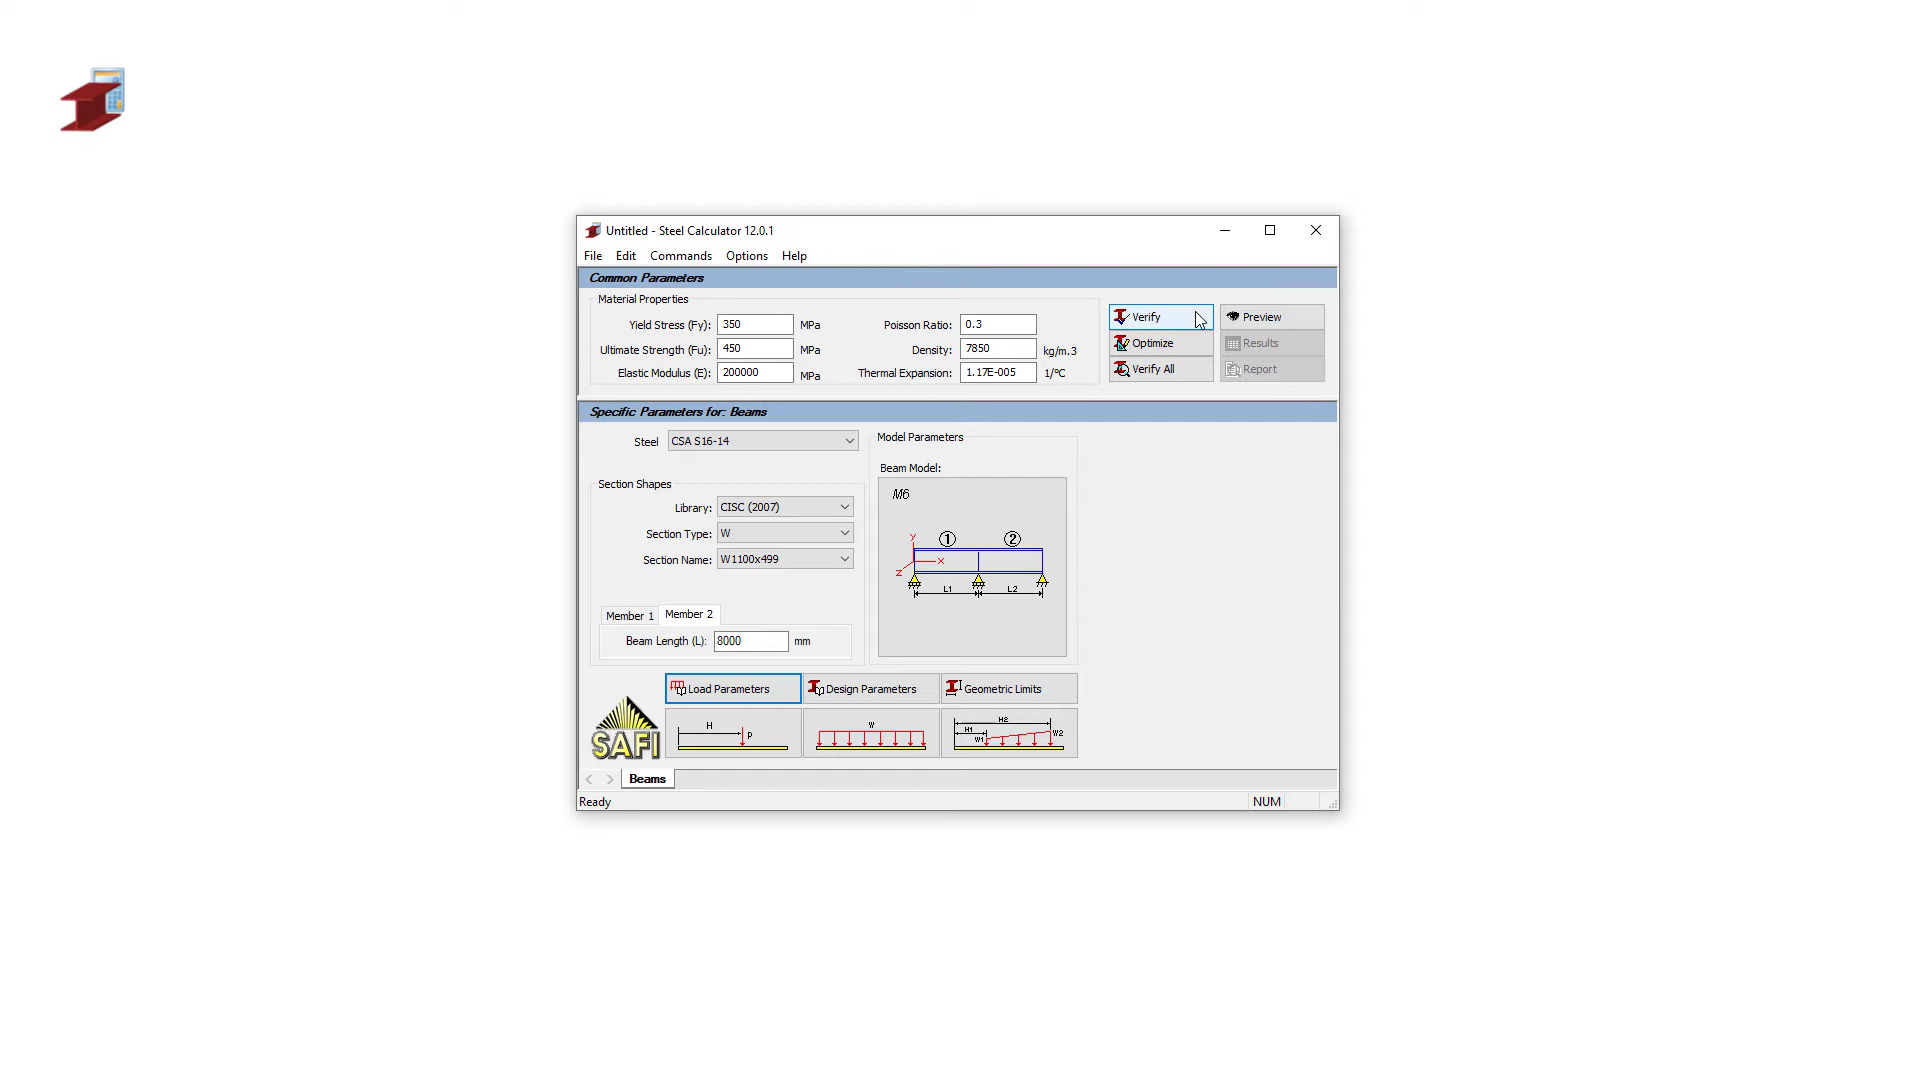 Untitled - Steel Calculator 12.0.1
File Edit Commands Options Help
Common Parameters
Material Properties
Yield Stress (Fy): 350 MPa Poisson Ratio: 0.3
Ultimate Strength (Fu): 450 MPa Density: 7850 kg/m.3
Elastic Modulus (E): 200000 MPa Thermal Expansion: 1.17E-005 1/°C
Verify Preview
Optimize Results
Verify All Report
Specific Parameters for: Beams
Steel CSA S16-14
Model Parameters
Beam Model:
Section Shapes
Library: CISC (2007)
Section Type: W
Section Name: W1100x499
M6
1 2
Y
X
Z
L1 L2
Member 1 Member 2
Beam Length (L): 8000 mm
Load Parameters Design Parameters Geometric Limits
SAFI
H P
W
H2
H1 W1 W2
Beams
Ready NUM